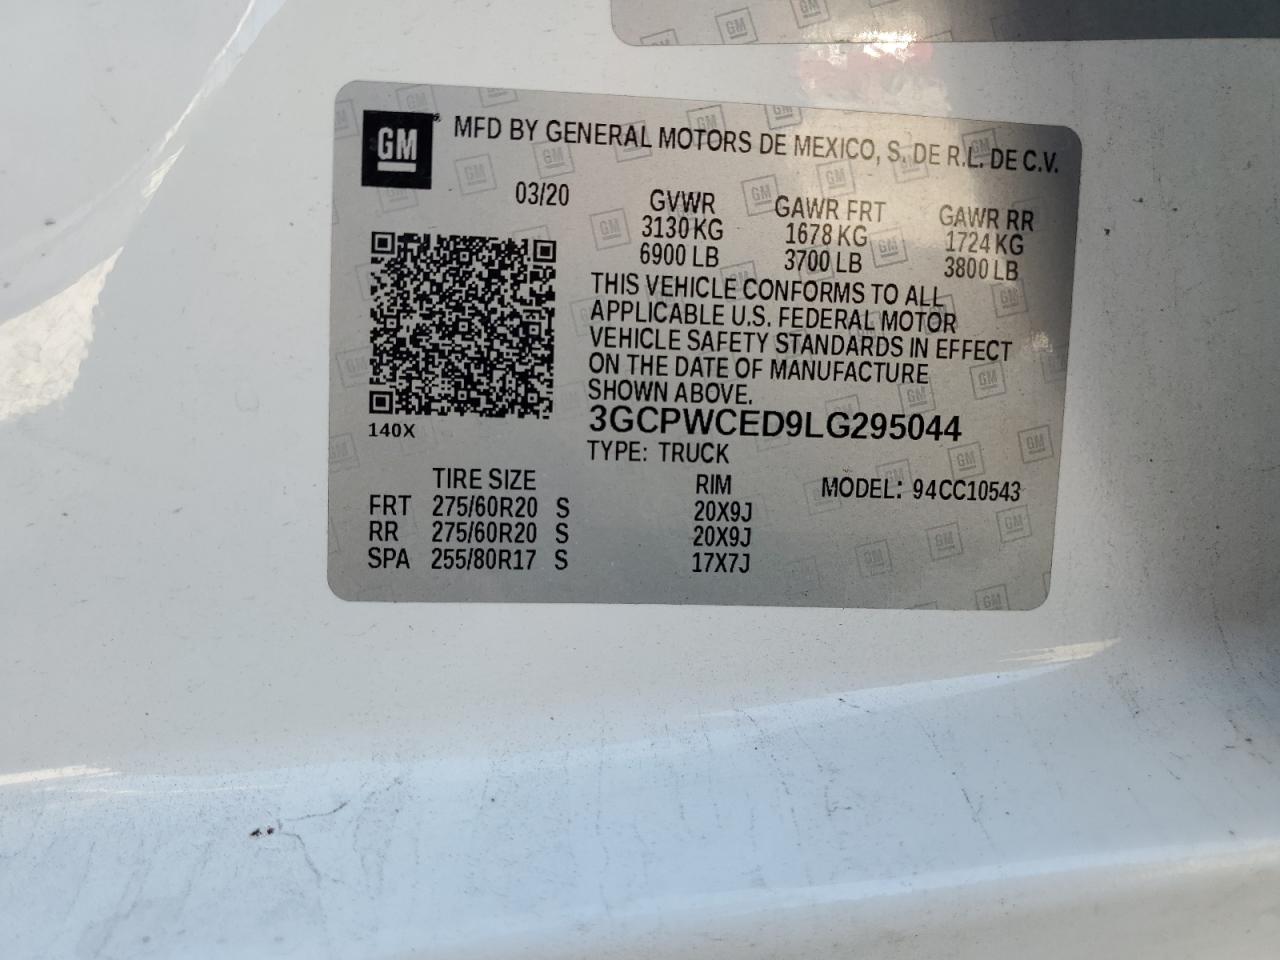 GM
MFD BY GENERAL MOTORS DE MEXICO, S. DE R.L. DE C.V.
03/20
GVWR GAWR FRT GAWR RR
3130 KG 1678 KG 1724 KG
6900 LB 3700 LB 3800 LB
THIS VEHICLE CONFORMS TO ALL
APPLICABLE U.S. FEDERAL MOTOR
VEHICLE SAFETY STANDARDS IN EFFECT
ON THE DATE OF MANUFACTURE
SHOWN ABOVE.
140X
3GCPWCED9LG295044
TYPE: TRUCK
TIRE SIZE RIM MODEL: 94CC10543
FRT 275/60R20 S 20X9J
RR 275/60R20 S 20X9J
SPA 255/80R17 S 17X7J